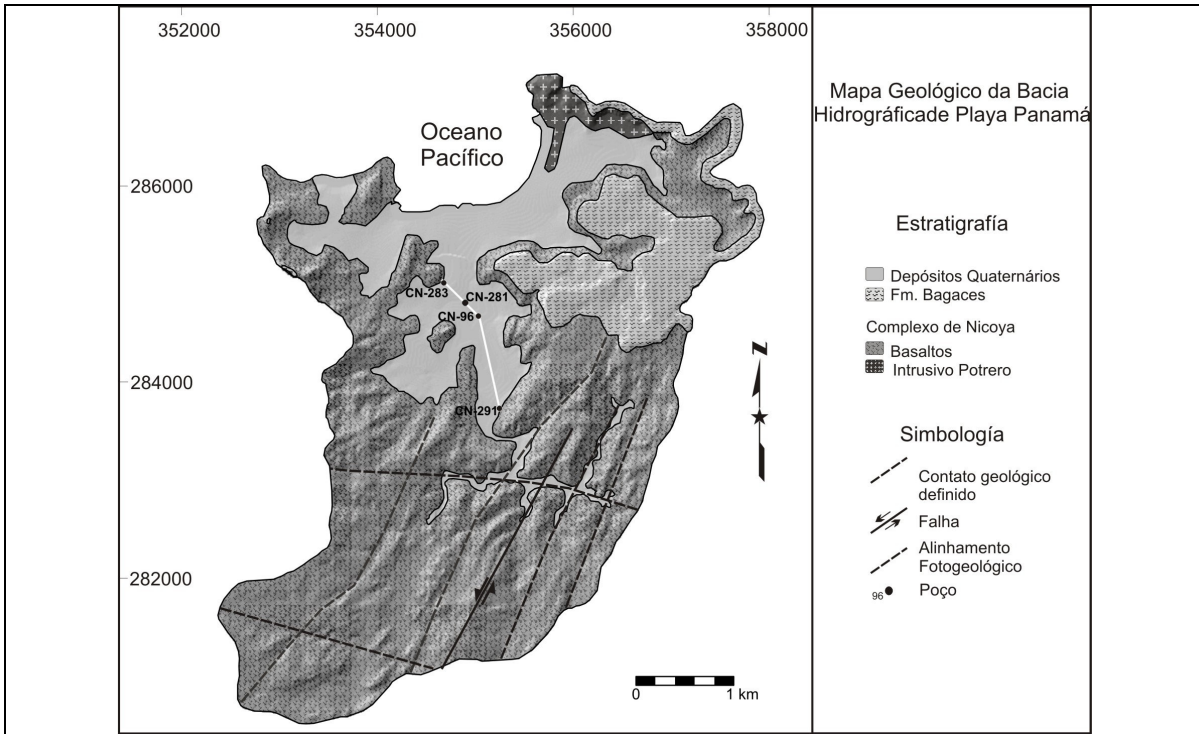 352000
354000
356000
358000
Oceano
Pacífico
286000
284000
282000
CN-283
CN-281
CN-96
CN-291
0
1 km
Z
Mapa Geológico da Bacia
Hidrográficade Playa Panamá
Estratigrafía
Depósitos Quaternários
Fm. Bagaces
Complexo de Nicoya
Basaltos
Intrusivo Potrero
Simbología
Contato geológico
definido
Falha
Alinhamento
Fotogeológico
96
Poço